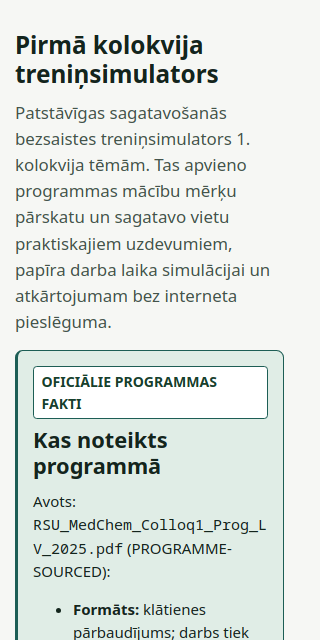 Pirmā kolokvija
treniņsimulators
Patstāvīgas sagatavošanās
bezsaistes treniņsimulators 1.
kolokvija tēmām. Tas apvieno
programmas mācību mērķu
pārskatu un sagatavo vietu
praktiskajiem uzdevumiem,
papīra darba laika simulācijai un
atkārtojumam bez interneta
pieslēguma.
OFICIĀLIE PROGRAMMAS
FAKTI
Kas noteikts
programmā
Avots:
RSU_MedChem_Colloq1_Prog_L
V_2025.pdf (PROGRAMME-
SOURCED):
• Formāts: klātienes
pārbaudījums; darbs tiek